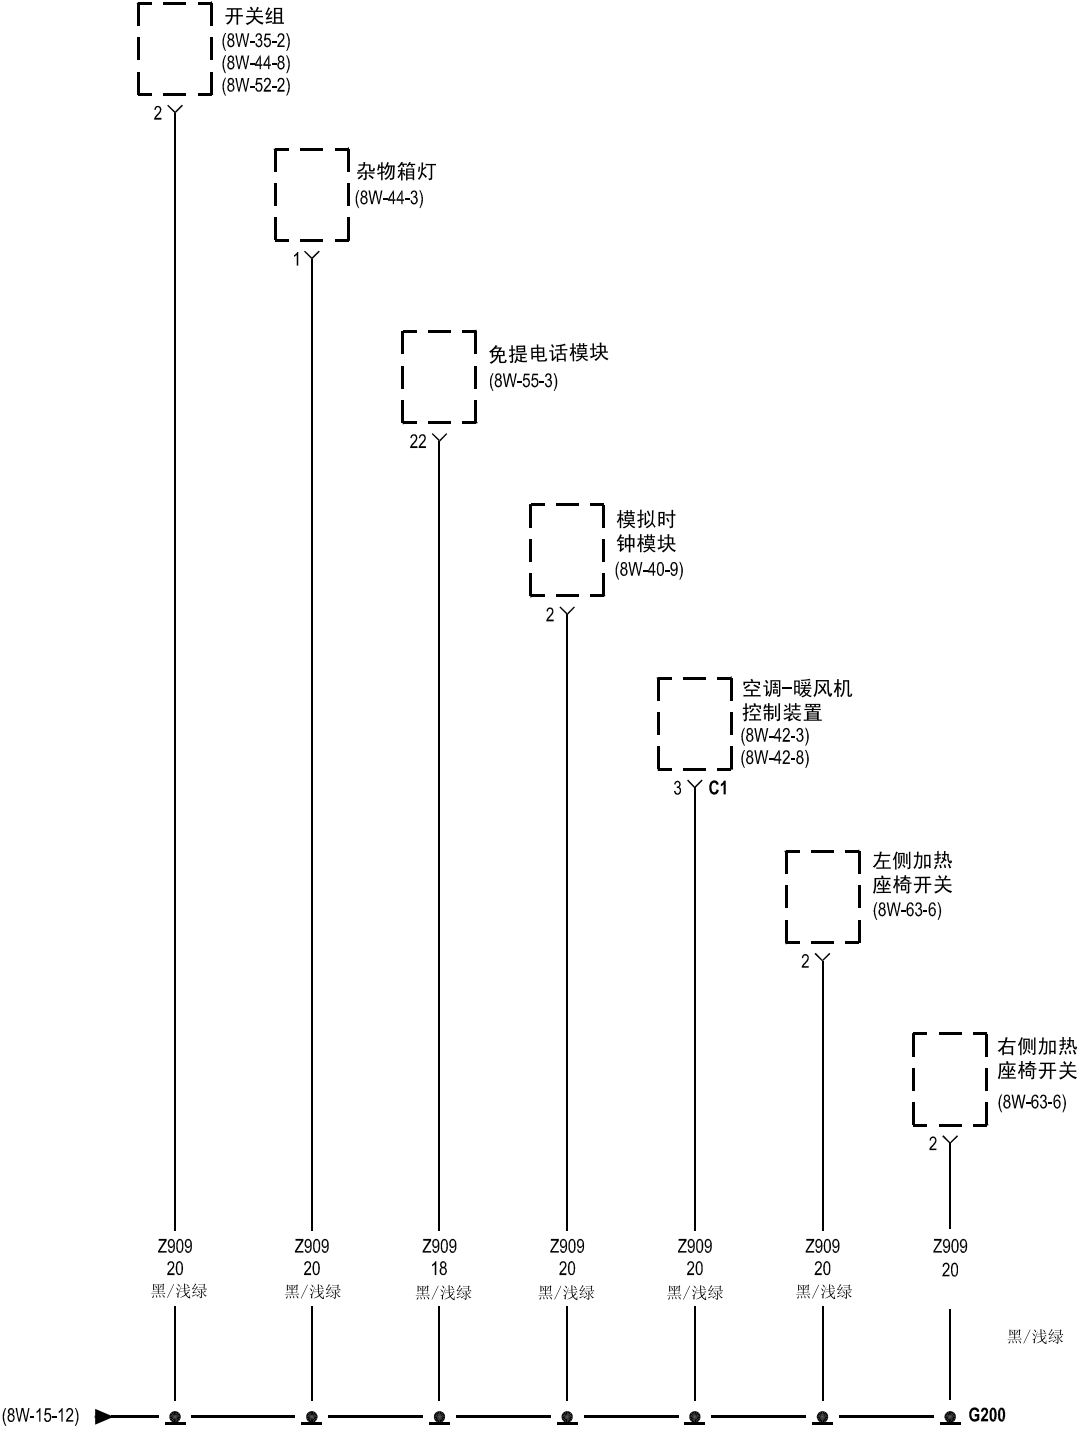 开关组
(8W-35-2)
(8W-44-8)
(8W-52-2)
2
杂物箱灯
(8W-44-3)
1
免提电话模块
(8W-55-3)
22
模拟时
钟模块
(8W-40-9)
2
空调-暖风机
控制装置
(8W-42-3)
(8W-42-8)
3 C1
左侧加热
座椅开关
(8W-63-6)
2
右侧加热
座椅开关
(8W-63-6)
2
Z909 Z909 Z909 Z909 Z909 Z909 Z909
20 20 18 20 20 20 20
黑/浅绿 黑/浅绿 黑/浅绿 黑/浅绿 黑/浅绿 黑/浅绿
黑/浅绿
(8W-15-12) G200